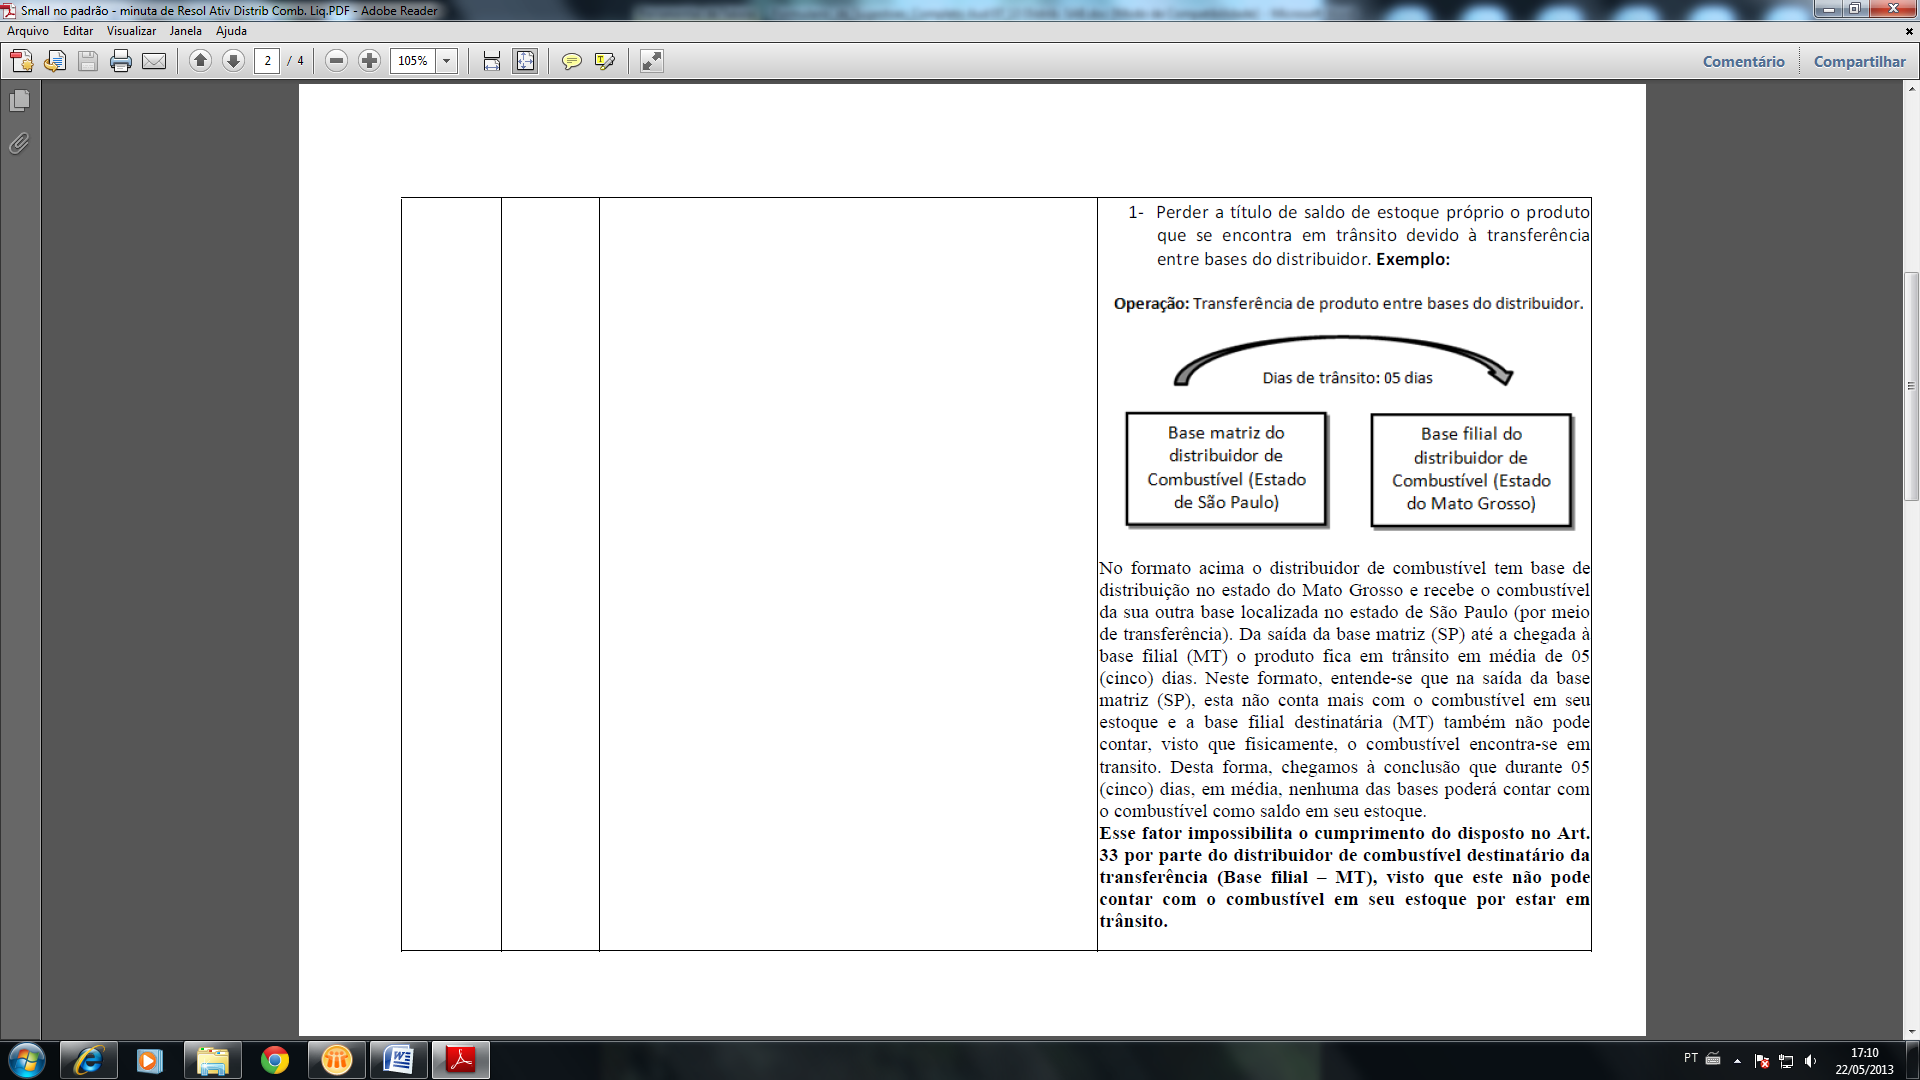 Small no padrão - minuta de Resol Ativ Distrib Comb. Liq.PDF - Adobe Reader
Arquivo Editar Visualizar Janela Ajuda
2 / 4 105% Comentário Compartilhar
1- Perder a título de saldo de estoque próprio o produto
que se encontra em trânsito devido à transferência
entre bases do distribuidor. Exemplo:
Operação: Transferência de produto entre bases do distribuidor.
Dias de trânsito: 05 dias
Base matriz do
distribuidor de
Combustível (Estado
de São Paulo)
Base filial do
distribuidor de
Combustível (Estado
do Mato Grosso)
No formato acima o distribuidor de combustível tem base de
distribuição no estado do Mato Grosso e recebe o combustível
da sua outra base localizada no estado de São Paulo (por meio
de transferência). Da saída da base matriz (SP) até a chegada à
base filial (MT) o produto fica em trânsito em média de 05
(cinco) dias. Neste formato, entende-se que na saída da base
matriz (SP), esta não conta mais com o combustível em seu
estoque e a base filial destinatária (MT) também não pode
contar, visto que fisicamente, o combustível encontra-se em
transito. Desta forma, chegamos à conclusão que durante 05
(cinco) dias, em média, nenhuma das bases poderá contar com
o combustível como saldo em seu estoque.
Esse fator impossibilita o cumprimento do disposto no Art.
33 por parte do distribuidor de combustível destinatário da
transferência (Base filial – MT), visto que este não pode
contar com o combustível em seu estoque por estar em
trânsito.
PT
17:10
22/05/2013